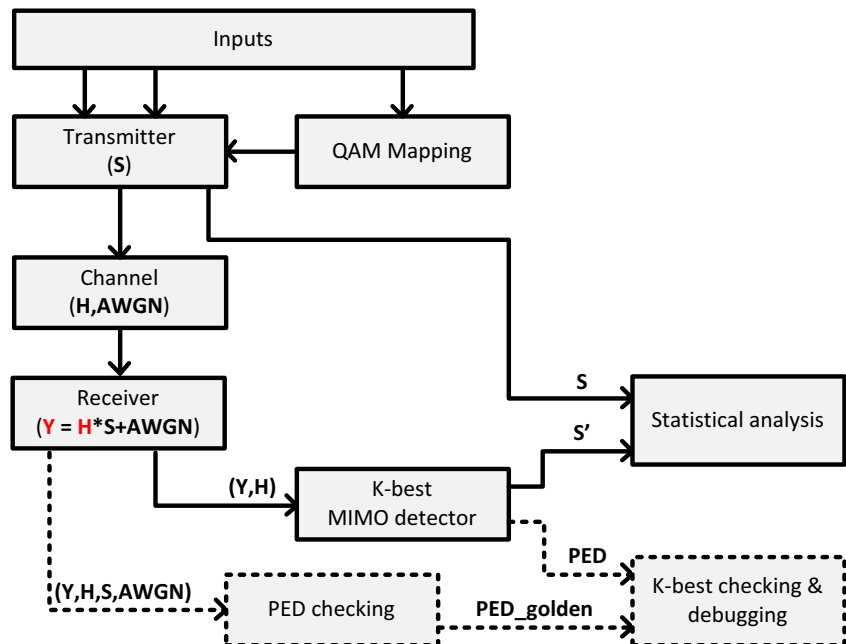 Inputs
Transmitter
(S)
QAM Mapping
Channel
(H,AWGN)
Receiver
(Y = H*S+AWGN)
S
Statistical analysis
S’
(Y,H)
K-best
MIMO detector
PED
(Y,H,S,AWGN)
PED checking
PED_golden
K-best checking &
debugging